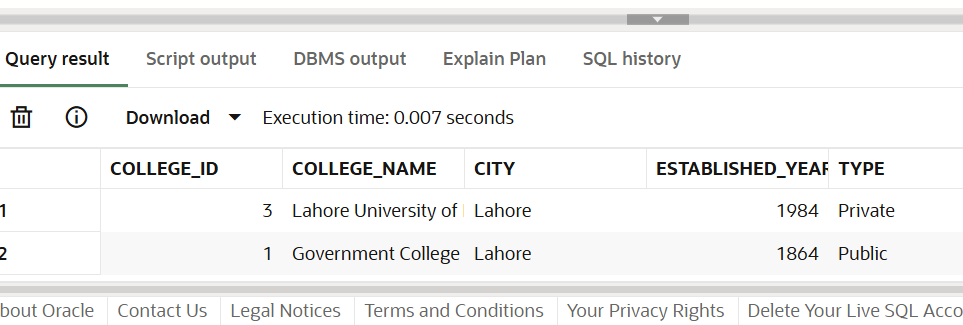 Query result Script output DBMS output Explain Plan SQL history
Download Execution time: 0.007 seconds
COLLEGE_ID COLLEGE_NAME CITY ESTABLISHED_YEAR TYPE
1 3 Lahore University of Lahore 1984 Private
2 1 Government College Lahore 1864 Public
bout Oracle Contact Us Legal Notices Terms and Conditions Your Privacy Rights Delete Your Live SQL Acco